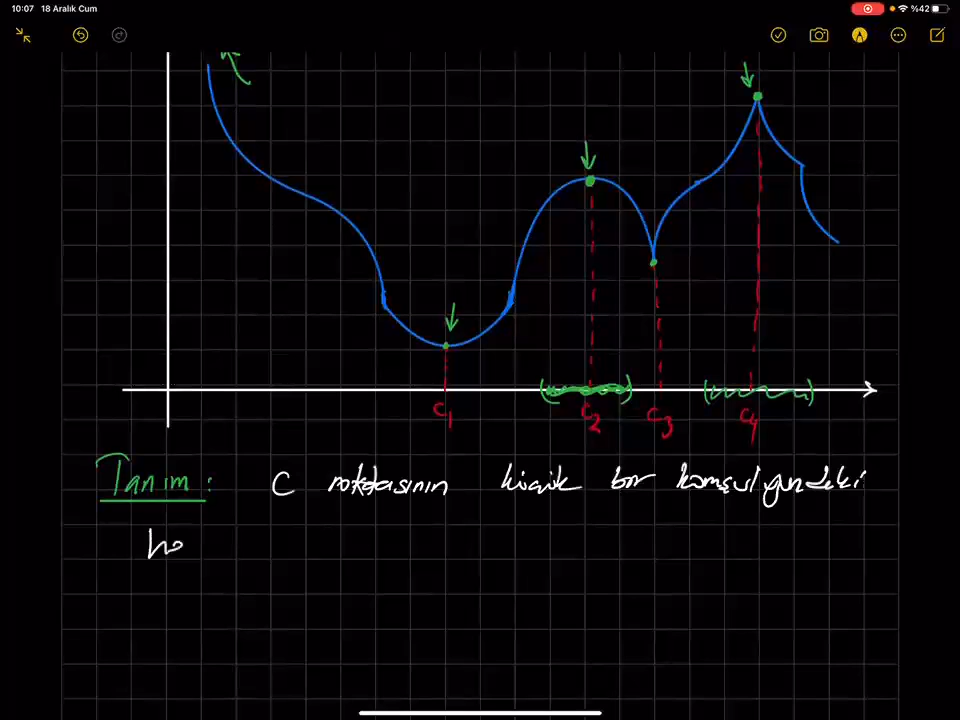 10:07 18 Aralık Cum %42
c1 c2 c3 c4
Tanım: C noktasının küçük bir komşuluğundaki